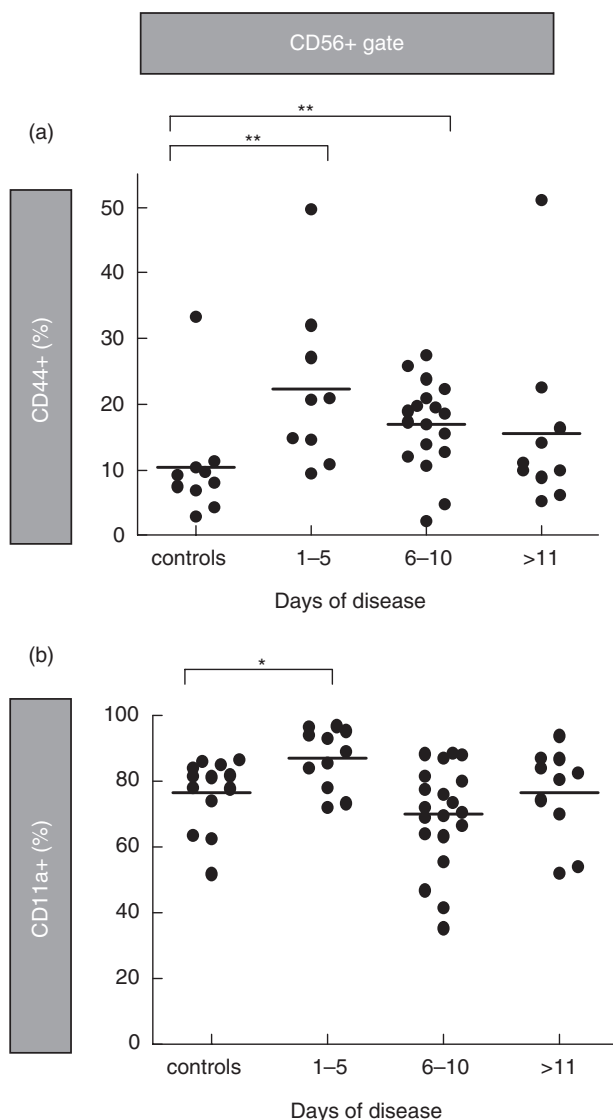 CD56+ gate
(a)
**
**
CD44+ (%)
50
40
30
20
10
0
controls 1–5 6–10 >11
Days of disease
(b)
*
CD11a+ (%)
100
80
60
40
20
0
controls 1–5 6–10 >11
Days of disease